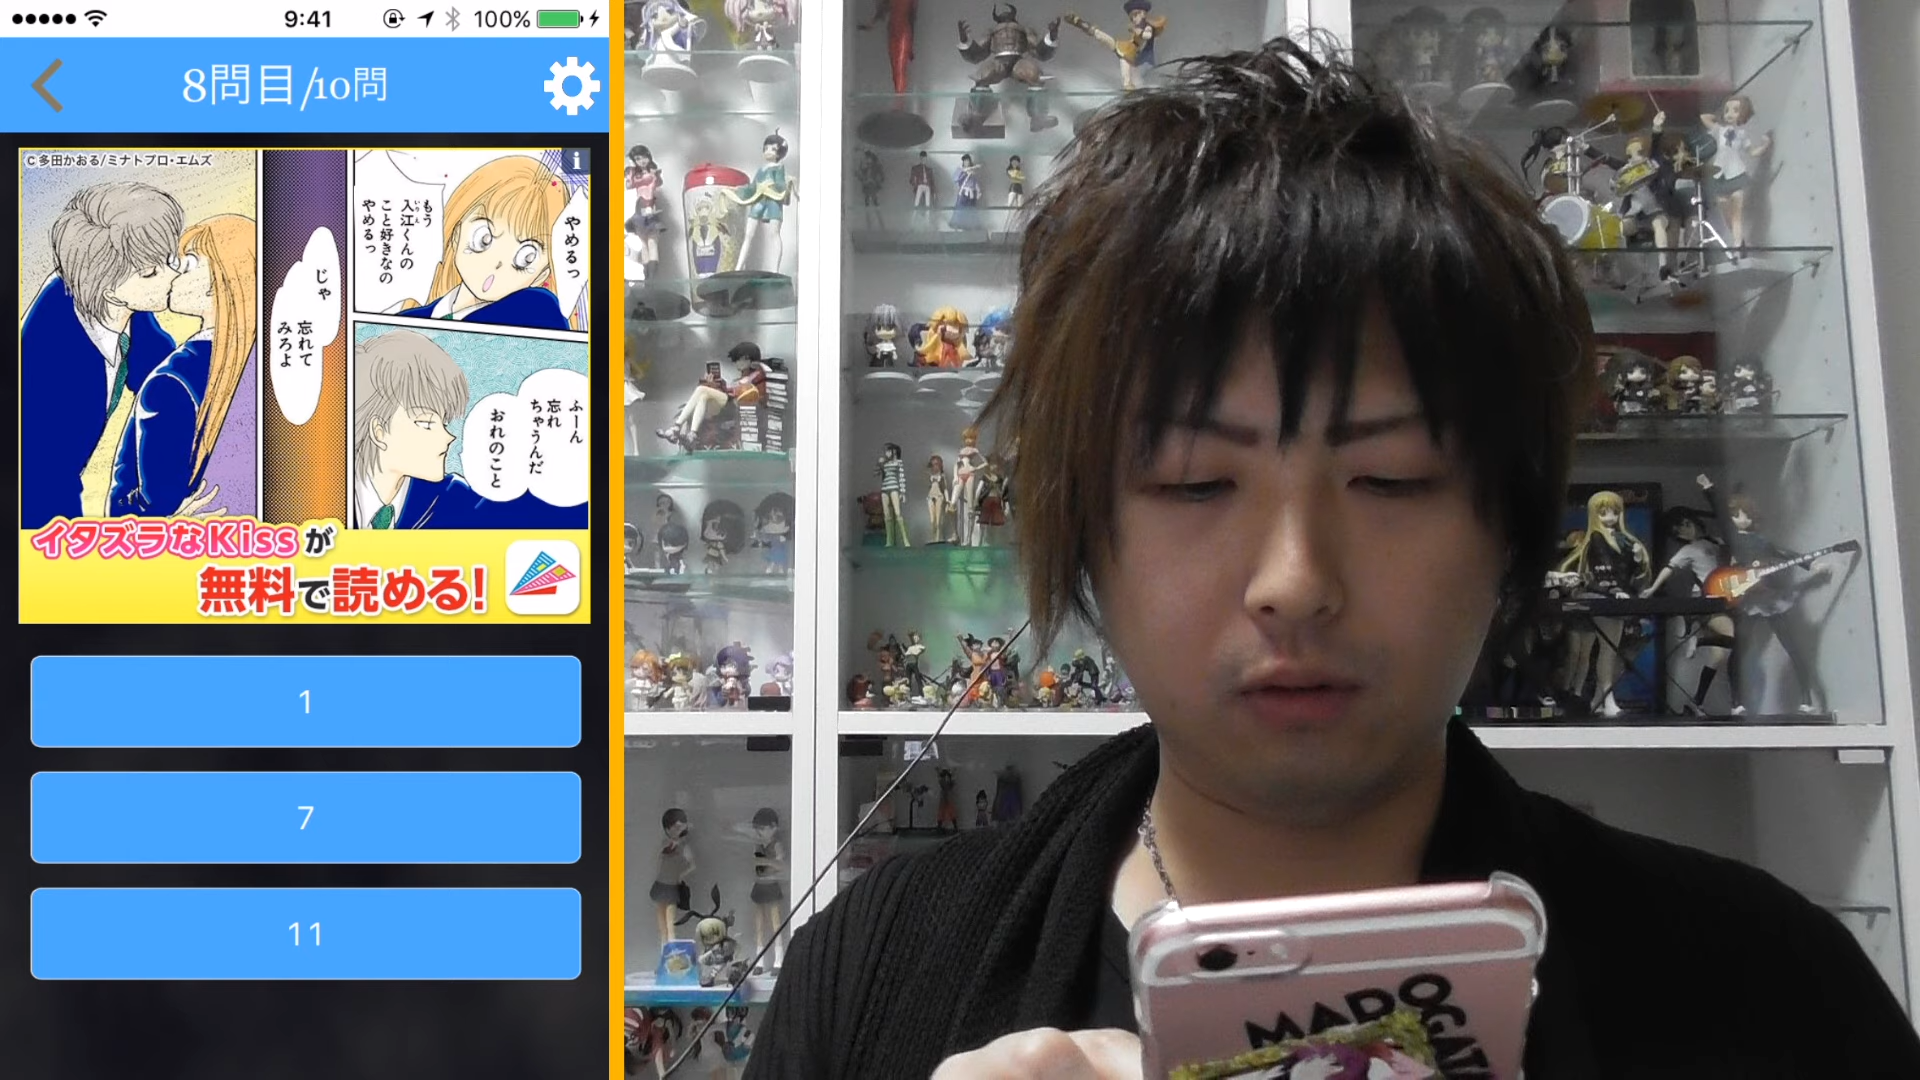 9:41
100%
8問目/10問
©多田かおる/ミナトプロ・エムズ
i
やめるっ
もう
入江くんの
こと好きなの
やめるっ
ふーん
忘れ
ちゃうんだ
おれのこと
じゃ
忘れて
みろよ
イタズラなKissが
無料で読める!
1
7
11
MADO